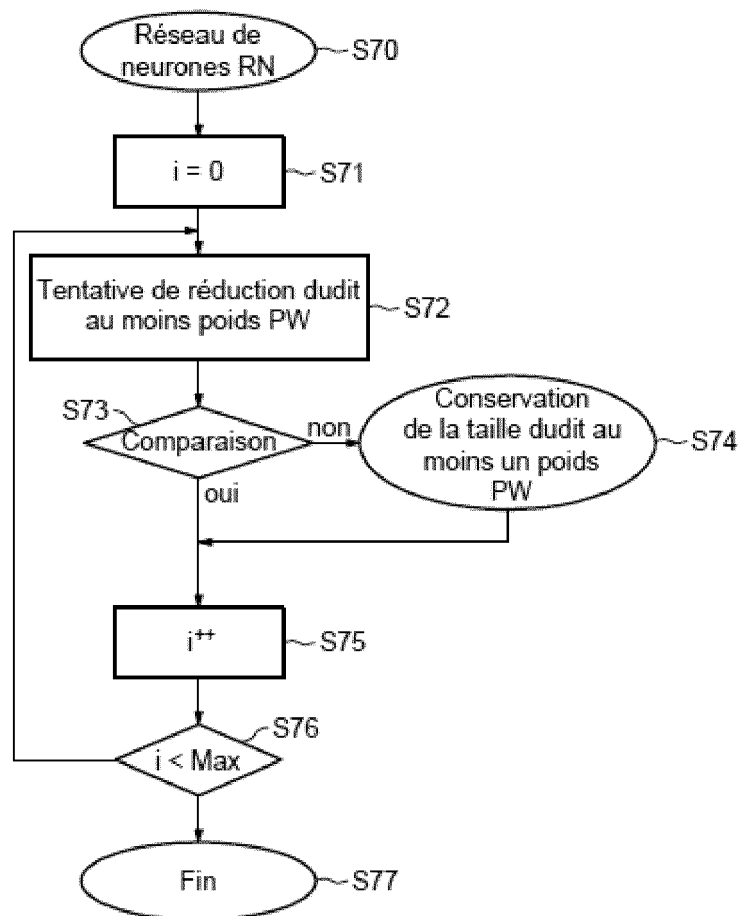 Réseau de
neurones RN
S70
i = 0
S71
Tentative de réduction dudit
au moins poids PW
S72
S73
Comparaison
non
oui
Conservation
de la taille dudit au
moins un poids
PW
S74
i++
S75
S76
i < Max
Fin
S77